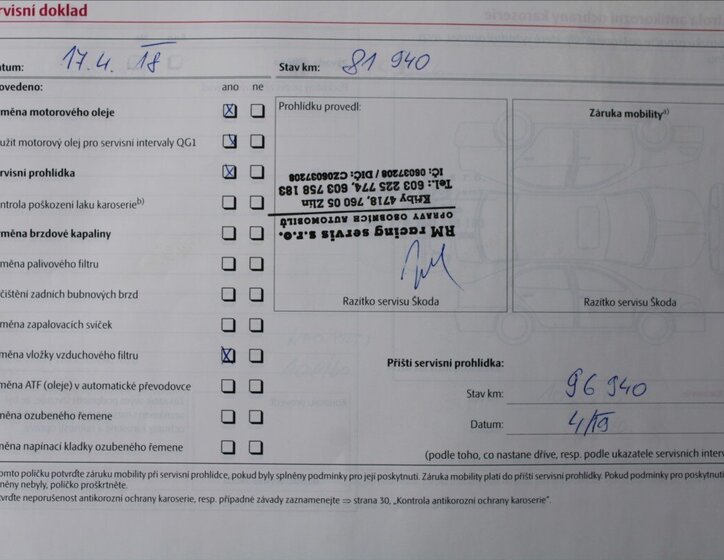 rvisní doklad
atum: 17.4. 18 Stav km: 81 940
ovedeno: ano ne
měna motorového oleje
užit motorový olej pro servisní intervaly QG1
rvisní prohlídka
ntrola poškození laku karoserieb)
měna brzdové kapaliny
měna palivového filtru
čištění zadních bubnových brzd
měna zapalovacích svíček
měna vložky vzduchového filtru
měna ATF (oleje) v automatické převodovce
měna ozubeného řemene
měna napínací kladky ozubeného řemene
Prohlídku provedl:
RM racing servis s.r.o.
OPRAVY OSOBNÍCH AUTOMOBILŮ
Křiby 4718, 760 05 Zlín
Tel.: 603 225 774, 603 758 183
IČ: 06037208 / DIČ: CZ06037208
Razítko servisu Škoda
Záruka mobilitya)
Razítko servisu Škoda
Příští servisní prohlídka:
Stav km: 96 940
Datum: 4/19
(podle toho, co nastane dříve, resp. podle ukazatele servisních interv
omto políčku potvrďte záruku mobility při servisní prohlídce, pokud byly splněny podmínky pro její poskytnutí. Záruka mobility platí do příští servisní prohlídky. Pokud podmínky pro poskytnutí
něny nebyly, políčko proškrtněte.
tvrďte neporušenost antikorozní ochrany karoserie, resp. případné závady zaznamenejte ⇒ strana 30, „Kontrola antikorozní ochrany karoserie".